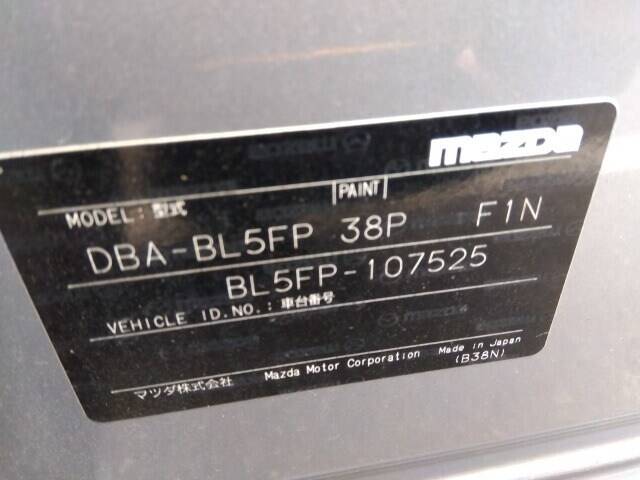 mazda
MODEL: 型式 PAINT
DBA-BL5FP 38P F1N
BL5FP-107525
VEHICLE ID.NO.: 車台番号
マツダ株式会社 Mazda Motor Corporation Made in Japan
(B38N)